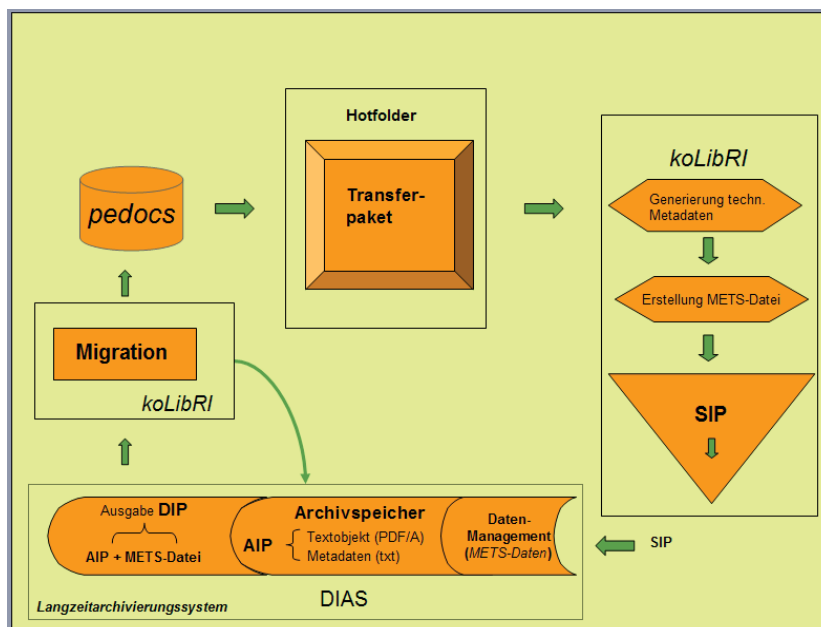 Hotfolder
Transfer-
paket
pedocs
koLibRI
Generierung techn.
Metadaten
Erstellung METS-Datei
SIP
Migration
koLibRI
Ausgabe DIP
AIP + METS-Datei
Archivspeicher
AIP
Textobjekt (PDF/A)
Metadaten (txt)
Daten-
Management
(METS-Daten)
SIP
DIAS
Langzeitarchivierungssystem